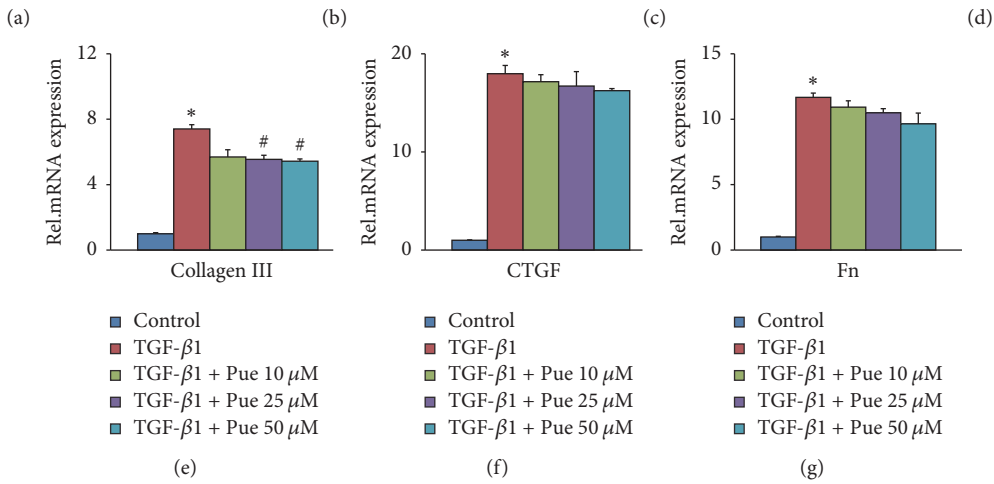 (a) (b) (c) (d)
Rel.mRNA expression
12
8
4
0
*
#
#
Collagen III
Control
TGF-β1
TGF-β1 + Pue 10 μM
TGF-β1 + Pue 25 μM
TGF-β1 + Pue 50 μM
(e)
Rel.mRNA expression
20
10
0
*
CTGF
Control
TGF-β1
TGF-β1 + Pue 10 μM
TGF-β1 + Pue 25 μM
TGF-β1 + Pue 50 μM
(f)
Rel.mRNA expression
15
10
5
0
*
Fn
Control
TGF-β1
TGF-β1 + Pue 10 μM
TGF-β1 + Pue 25 μM
TGF-β1 + Pue 50 μM
(g)